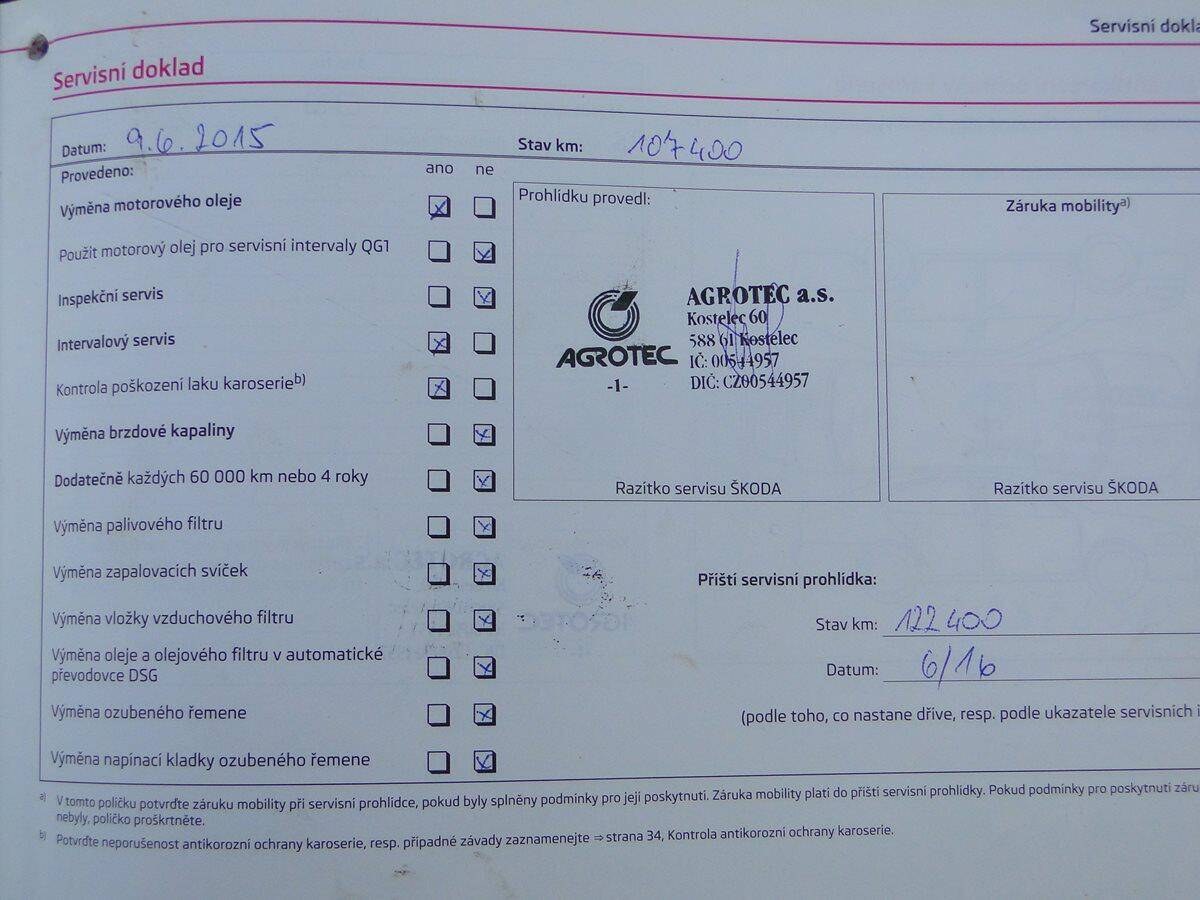 Servisní dokla
Servisní doklad
Datum: 9.6.2015 Stav km: 107400
Provedeno: ano ne
Výměna motorového oleje
Použit motorový olej pro servisní intervaly QG1
Inspekční servis
Intervalový servis
Kontrola poškození laku karoserie b)
Výměna brzdové kapaliny
Dodatečně každých 60 000 km nebo 4 roky
Výměna palivového filtru
Výměna zapalovacích svíček
Výměna vložky vzduchového filtru
Výměna oleje a olejového filtru v automatické
převodovce DSG
Výměna ozubeného řemene
Výměna napínací kladky ozubeného řemene
Prohlídku provedl:
AGROTEC
-1-
AGROTEC a.s.
Kostelec 60
588 61 Kostelec
IČ: 00544957
DIČ: CZ00544957
Razítko servisu ŠKODA
Záruka mobility a)
Razítko servisu ŠKODA
Příští servisní prohlídka:
Stav km: 122400
Datum: 6/16
(podle toho, co nastane dříve, resp. podle ukazatele servisních i
a) V tomto políčku potvrďte záruku mobility při servisní prohlídce, pokud byly splněny podmínky pro její poskytnutí. Záruka mobility platí do příští servisní prohlídky. Pokud podmínky pro poskytnutí záru
nebyly, políčko proškrtněte.
b) Potvrďte neporušenost antikorozní ochrany karoserie, resp. případné závady zaznamenejte ⇒ strana 34, Kontrola antikorozní ochrany karoserie.